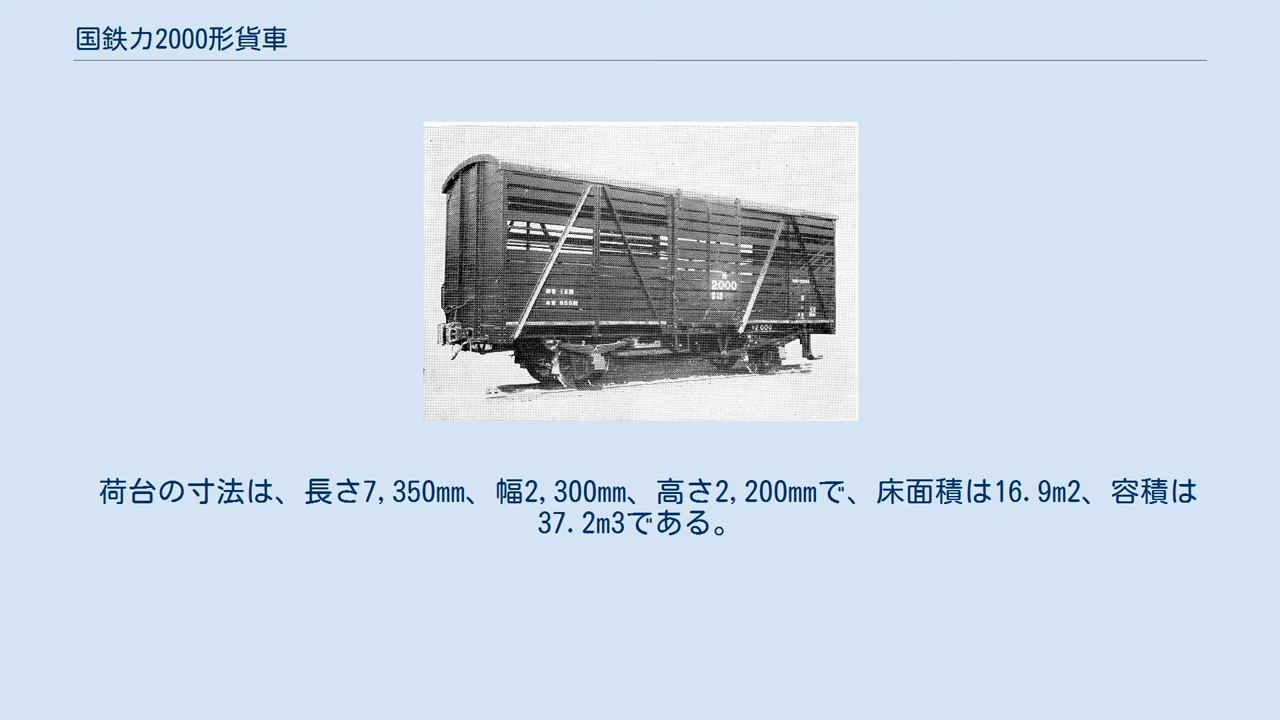 国鉄カ2000形貨車
2000
荷台の寸法は、長さ7,350mm、幅2,300mm、高さ2,200mmで、床面積は16.9m2、容積は
37.2m3である。